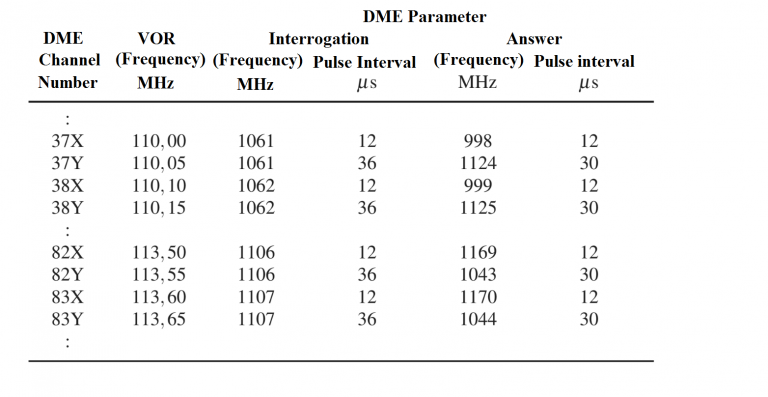 DME Parameter
DME VOR Interrogation Answer
Channel (Frequency) (Frequency) Pulse Interval (Frequency) Pulse interval
Number MHz MHz μs MHz μs
:
37X 110,00 1061 12 998 12
37Y 110,05 1061 36 1124 30
38X 110,10 1062 12 999 12
38Y 110,15 1062 36 1125 30
:
82X 113,50 1106 12 1169 12
82Y 113,55 1106 36 1043 30
83X 113,60 1107 12 1170 12
83Y 113,65 1107 36 1044 30
: